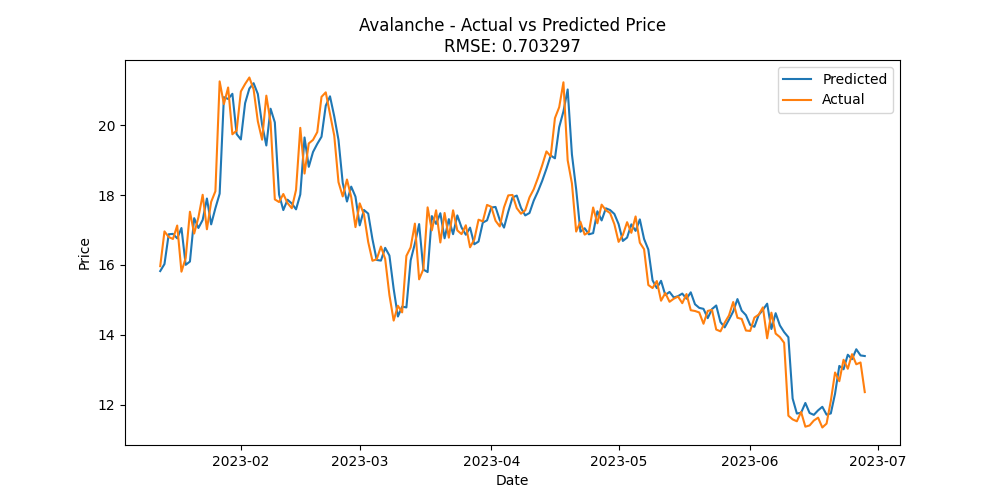 Avalanche - Actual vs Predicted Price
RMSE: 0.703297
Predicted
Actual
Price
20
18
16
14
12
2023-02 2023-03 2023-04 2023-05 2023-06 2023-07
Date